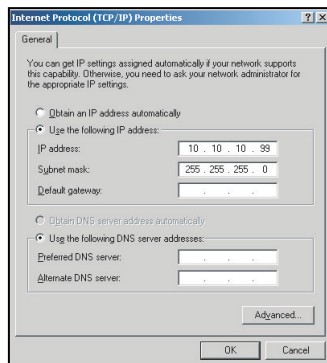 Internet Protocol (TCP/IP) Properties
General
You can get IP settings assigned automatically if your network supports
this capability. Otherwise, you need to ask your network administrator for
the appropriate IP settings.
Obtain an IP address automatically
Use the following IP address:
IP address: 10 . 10 . 10 . 99
Subnet mask: 255 . 255 . 255 . 0
Default gateway: . . .
Obtain DNS server address automatically
Use the following DNS server addresses:
Preferred DNS server: . . .
Alternate DNS server: . . .
Advanced...
OK Cancel